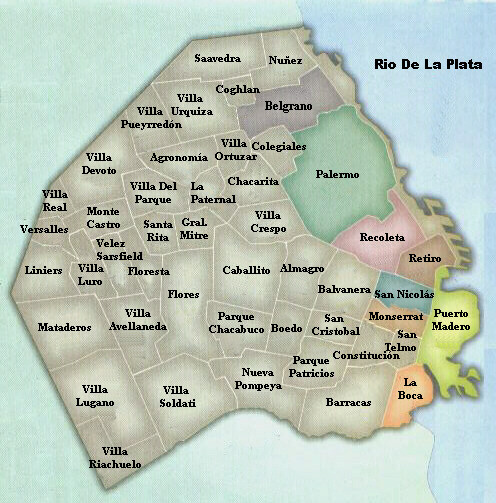 Saavedra
Nuñez
Rio De La Plata
Coghlan
Villa
Urquiza
Belgrano
Villa
Pueyrredón
Villa
Ortuzar
Colegiales
Agronomía
Villa
Devoto
Palermo
Chacarita
Villa Del
Parque
La
Paternal
Villa
Real
Monte
Castro
Versalles
Santa
Rita
Gral.
Mitre
Villa
Crespo
Recoleta
Velez
Sarsfield
Retiro
Liniers
Villa
Luro
Floresta
Caballito
Almagro
Balvanera
San Nicolás
Flores
Puerto
Madero
Monserrat
Mataderos
Villa
Avellaneda
Parque
Chacabuco
Boedo
San
Cristobal
San
Telmo
Constitución
Parque
Patricios
Nueva
Pompeya
La
Boca
Villa
Lugano
Villa
Soldati
Barracas
Villa
Riachuelo